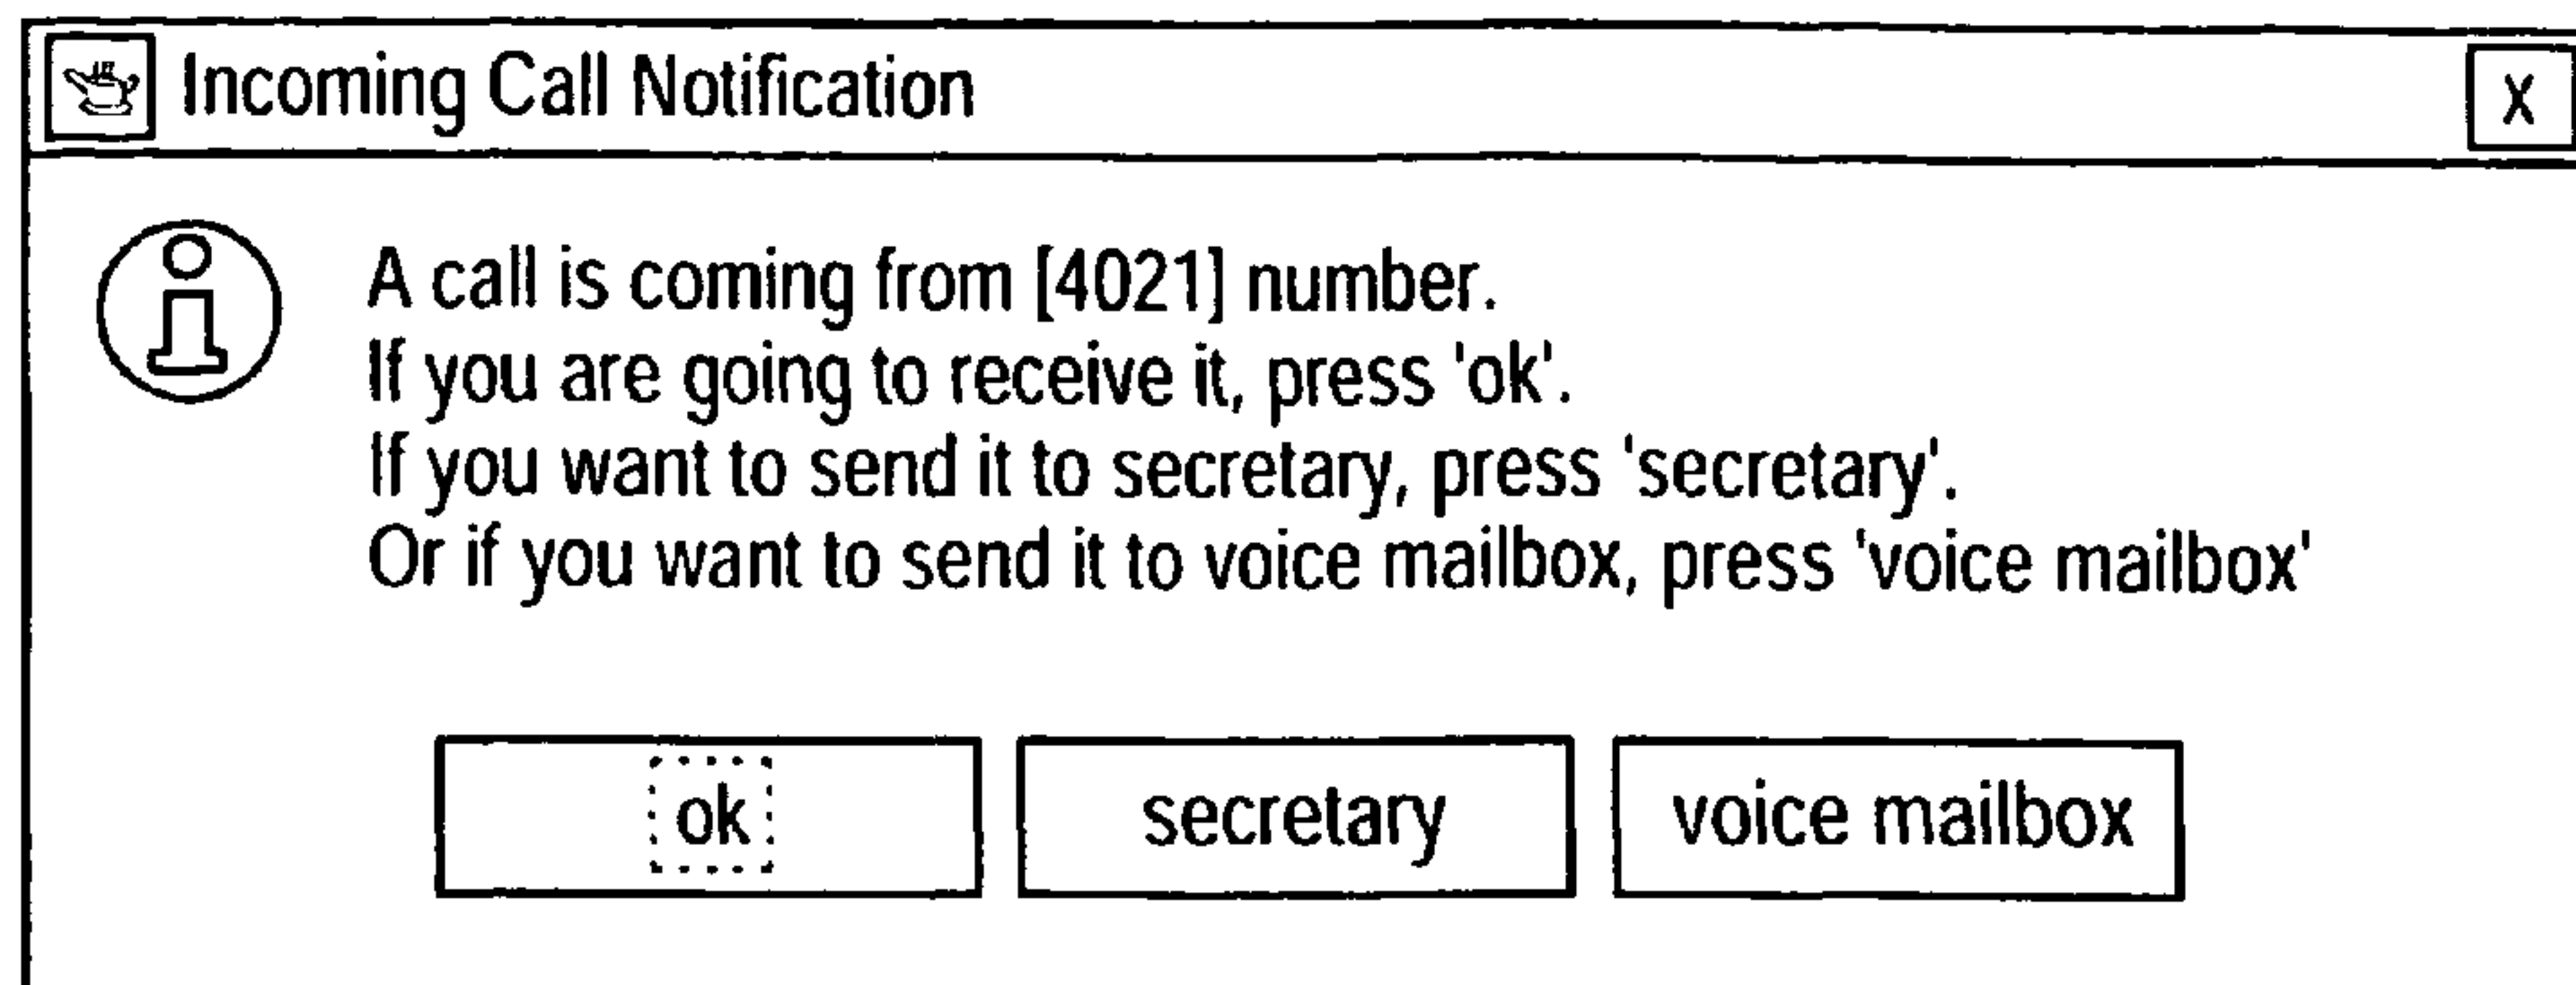 Incoming Call Notification X
A call is coming from [4021] number.
If you are going to receive it, press 'ok'.
If you want to send it to secretary, press 'secretary'.
Or if you want to send it to voice mailbox, press 'voice mailbox'
ok secretary voice mailbox